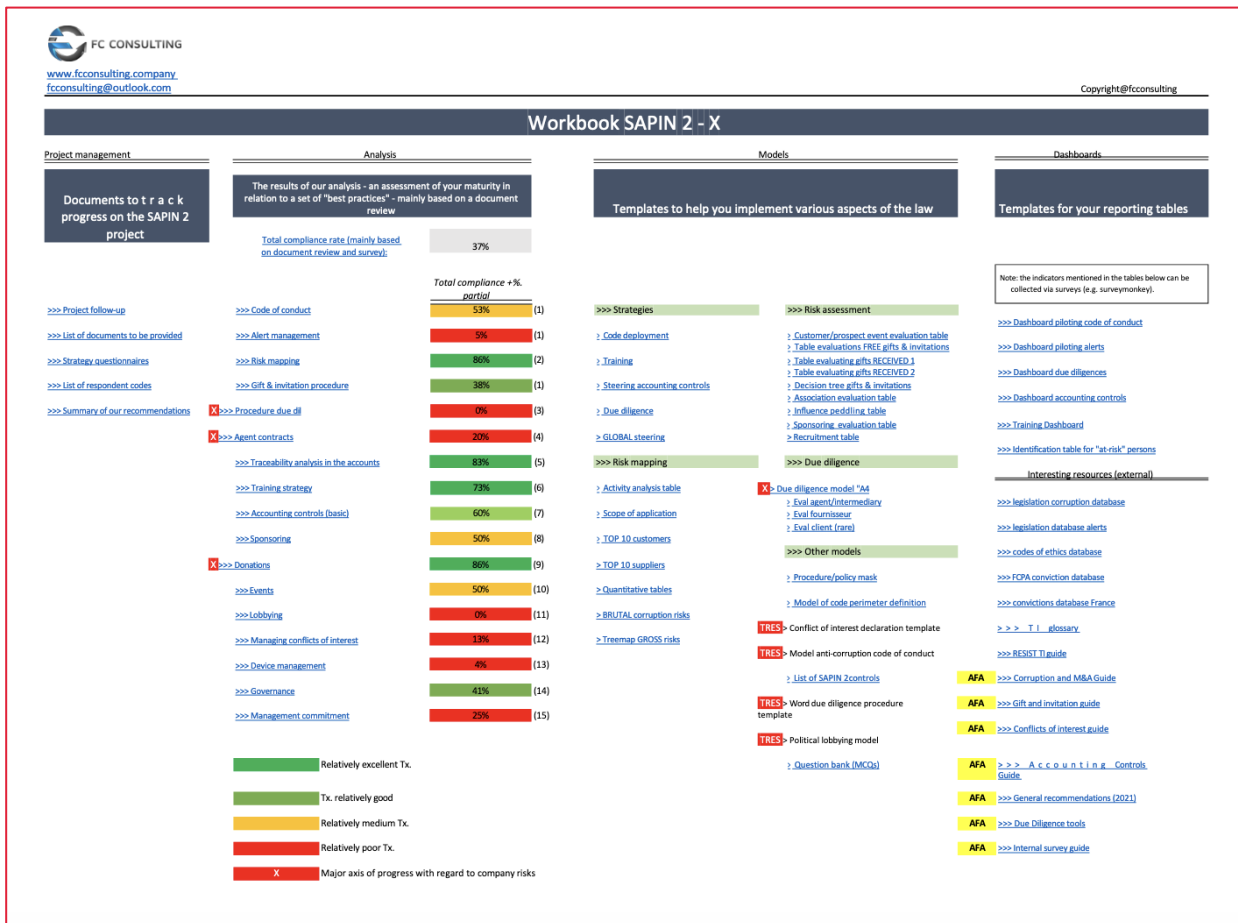 FC CONSULTING
www.fcconsulting.company
fcconsulting@outlook.com
Copyright@fcconsulting
Workbook SAPIN 2 - X
Project management
Documents to t r a c k
progress on the SAPIN 2
project
>>> Project follow-up
>>> List of documents to be provided
>>> Strategy questionnaires
>>> List of respondent codes
>>> Summary of our recommendations
Analysis
The results of our analysis - an assessment of your maturity in
relation to a set of "best practices" - mainly based on a document
review
Total compliance rate (mainly based
on document review and survey):
37%
Total compliance +%.
partial
>>> Code of conduct 53% (1)
>>> Alert management 5% (1)
>>> Risk mapping 86% (2)
>>> Gift & invitation procedure 38% (1)
X >>> Procedure due dil 0% (3)
X >>> Agent contracts 20% (4)
>>> Traceability analysis in the accounts 83% (5)
>>> Training strategy 73% (6)
>>> Accounting controls (basic) 60% (7)
>>> Sponsoring 50% (8)
X >>> Donations 86% (9)
>>> Events 50% (10)
>>> Lobbying 0% (11)
>>> Managing conflicts of interest 13% (12)
>>> Device management 4% (13)
>>> Governance 41% (14)
>>> Management commitment 25% (15)
Relatively excellent Tx.
Tx. relatively good
Relatively medium Tx.
Relatively poor Tx.
X Major axis of progress with regard to company risks
Models
Templates to help you implement various aspects of the law
>>> Strategies
> Code deployment
> Training
> Steering accounting controls
> Due diligence
> GLOBAL steering
>>> Risk mapping
> Activity analysis table
> Scope of application
> TOP 10 customers
> TOP 10 suppliers
> Quantitative tables
> BRUTAL corruption risks
> Treemap GROSS risks
>>> Risk assessment
> Customer/prospect event evaluation table
> Table evaluations FREE gifts & invitations
> Table evaluating gifts RECEIVED 1
> Table evaluating gifts RECEIVED 2
> Decision tree gifts & invitations
> Association evaluation table
> Influence peddling table
> Sponsoring evaluation table
> Recruitment table
>>> Due diligence
X > Due diligence model "A4
> Eval agent/intermediary
> Eval fournisseur
> Eval client (rare)
>>> Other models
> Procedure/policy mask
> Model of code perimeter definition
TRES > Conflict of interest declaration template
TRES > Model anti-corruption code of conduct
> List of SAPIN 2controls
TRES > Word due diligence procedure
template
TRES > Political lobbying model
> Question bank (MCQs)
Dashboards
Templates for your reporting tables
Note: the indicators mentioned in the tables below can be
collected via surveys (e.g. surveymonkey).
>>> Dashboard piloting code of conduct
>>> Dashboard piloting alerts
>>> Dashboard due diligences
>>> Dashboard accounting controls
>>> Training Dashboard
>>> Identification table for "at-risk" persons
Interesting resources (external)
>>> legislation corruption database
>>> legislation database alerts
>>> codes of ethics database
>>> FCPA conviction database
>>> convictions database France
> > > T I glossary
>>> RESIST TI guide
AFA >>> Corruption and M&A Guide
AFA >>> Gift and invitation guide
AFA >>> Conflicts of interest guide
AFA > > > A c c o u n t i n g Controls
Guide
AFA >>> General recommendations (2021)
AFA >>> Due Diligence tools
AFA >>> Internal survey guide